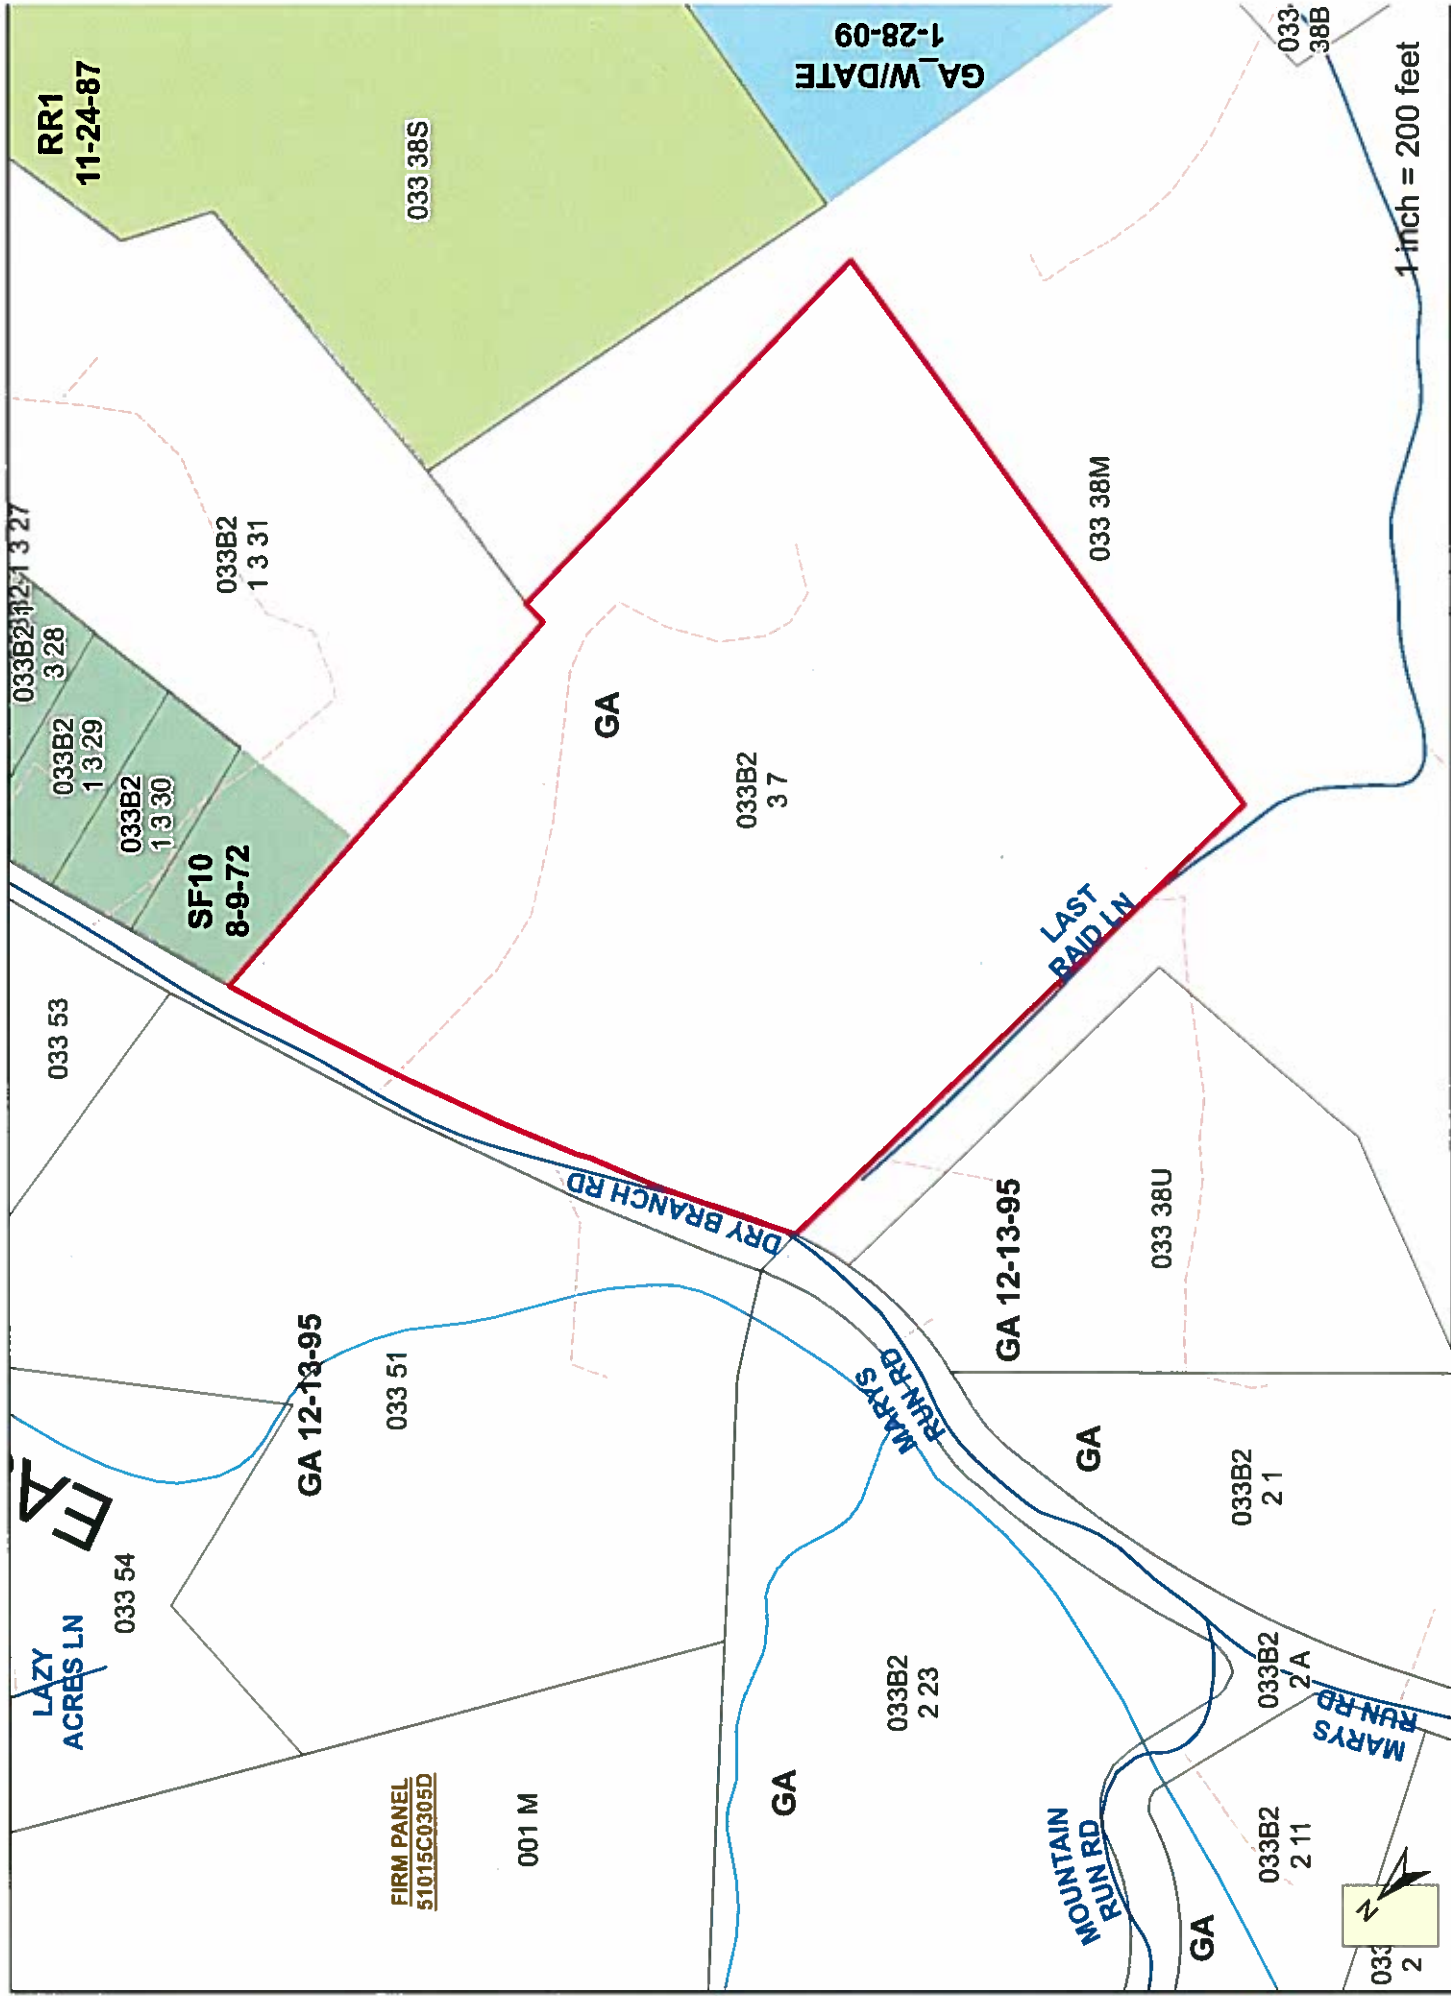 LAZY
ACRES LN
033 54
EA
033 53
033B2 1
3 28
033B2
1 3 29
033B2
1 3 30
SF10
8-9-72
033B2
1 3 31
RR1
11-24-87
033 38S
GA_W/DATE
1-28-09
033
38B
1 inch = 200 feet
GA 12-13-95
033 51
DRY BRANCH RD
GA
033B2
3 7
033 38M
LAST
RAID LN
FIRM PANEL
51015C0305D
001 M
GA
033B2
2 23
MARYS
RUN RD
GA 12-13-95
033 38U
GA
033B2
2 1
MOUNTAIN
RUN RD
GA
033B2
2 A
MARYS
RUN RD
033B2
2 11
N
033
2